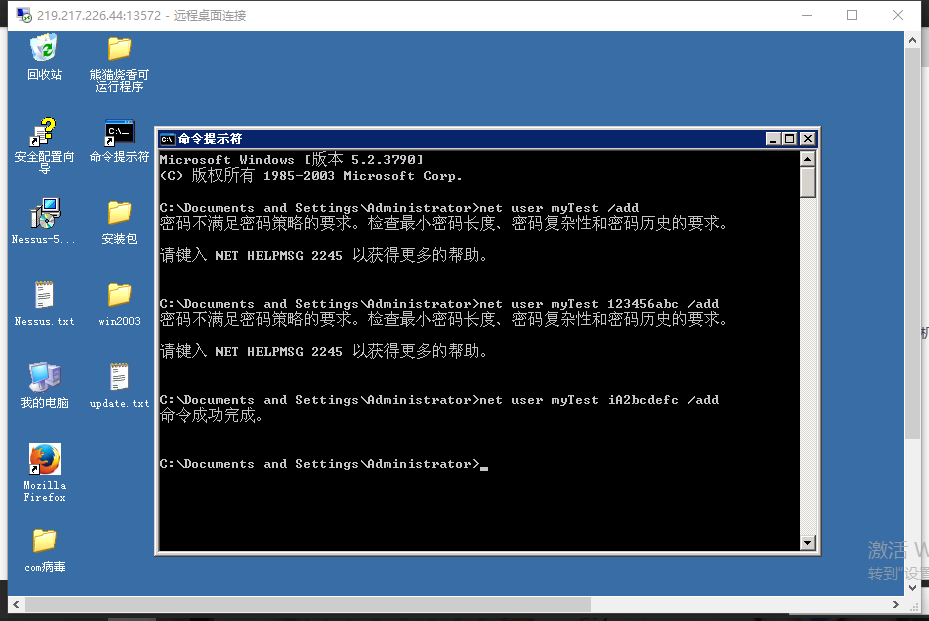 219.217.226.44:13572 - 远程桌面连接
回收站
熊猫烧香可
运行程序
安全配置向
导
命令提示符
Nessus-5...
安装包
Nessus.txt
win2003
我的电脑
update.txt
Mozilla
Firefox
com病毒
命令提示符
Microsoft Windows [版本 5.2.3790]
(C) 版权所有 1985-2003 Microsoft Corp.
C:\Documents and Settings\Administrator>net user myTest /add
密码不满足密码策略的要求。检查最小密码长度、密码复杂性和密码历史的要求。
请键入 NET HELPMSG 2245 以获得更多的帮助。
C:\Documents and Settings\Administrator>net user myTest 123456abc /add
密码不满足密码策略的要求。检查最小密码长度、密码复杂性和密码历史的要求。
请键入 NET HELPMSG 2245 以获得更多的帮助。
C:\Documents and Settings\Administrator>net user myTest iA2bcdefc /add
命令成功完成。
C:\Documents and Settings\Administrator>
激活 W
转到"设置